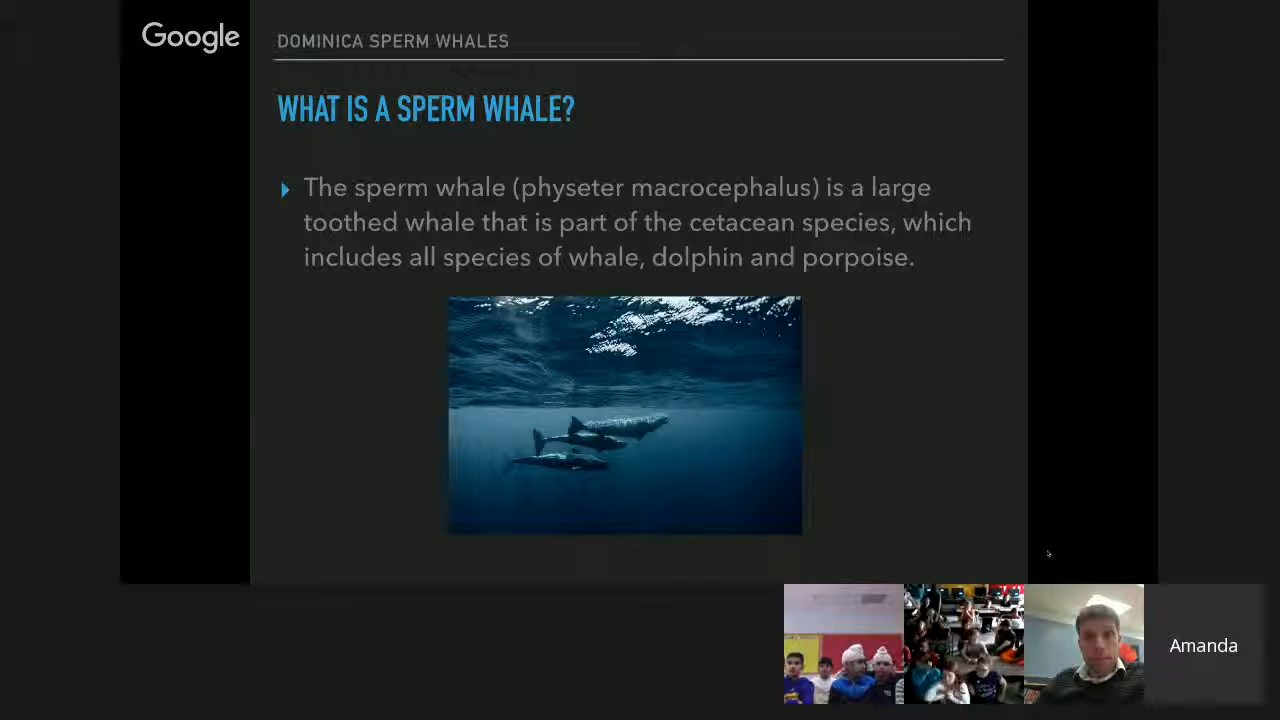 Google
DOMINICA SPERM WHALES
WHAT IS A SPERM WHALE?
The sperm whale (physeter macrocephalus) is a large
toothed whale that is part of the cetacean species, which
includes all species of whale, dolphin and porpoise.
Amanda